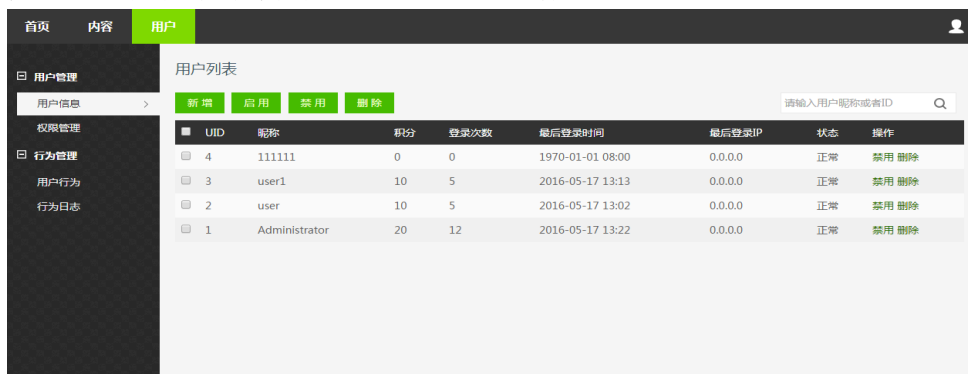 首页 内容 用户
用户管理
用户信息 >
权限管理
行为管理
用户行为
行为日志
用户列表
新 增 启 用 禁 用 删 除 请输入用户昵称或者ID
UID 昵称 积分 登录次数 最后登录时间 最后登录IP 状态 操作
4 111111 0 0 1970-01-01 08:00 0.0.0.0 正常 禁用 删除
3 user1 10 5 2016-05-17 13:13 0.0.0.0 正常 禁用 删除
2 user 10 5 2016-05-17 13:02 0.0.0.0 正常 禁用 删除
1 Administrator 20 12 2016-05-17 13:22 0.0.0.0 正常 禁用 删除